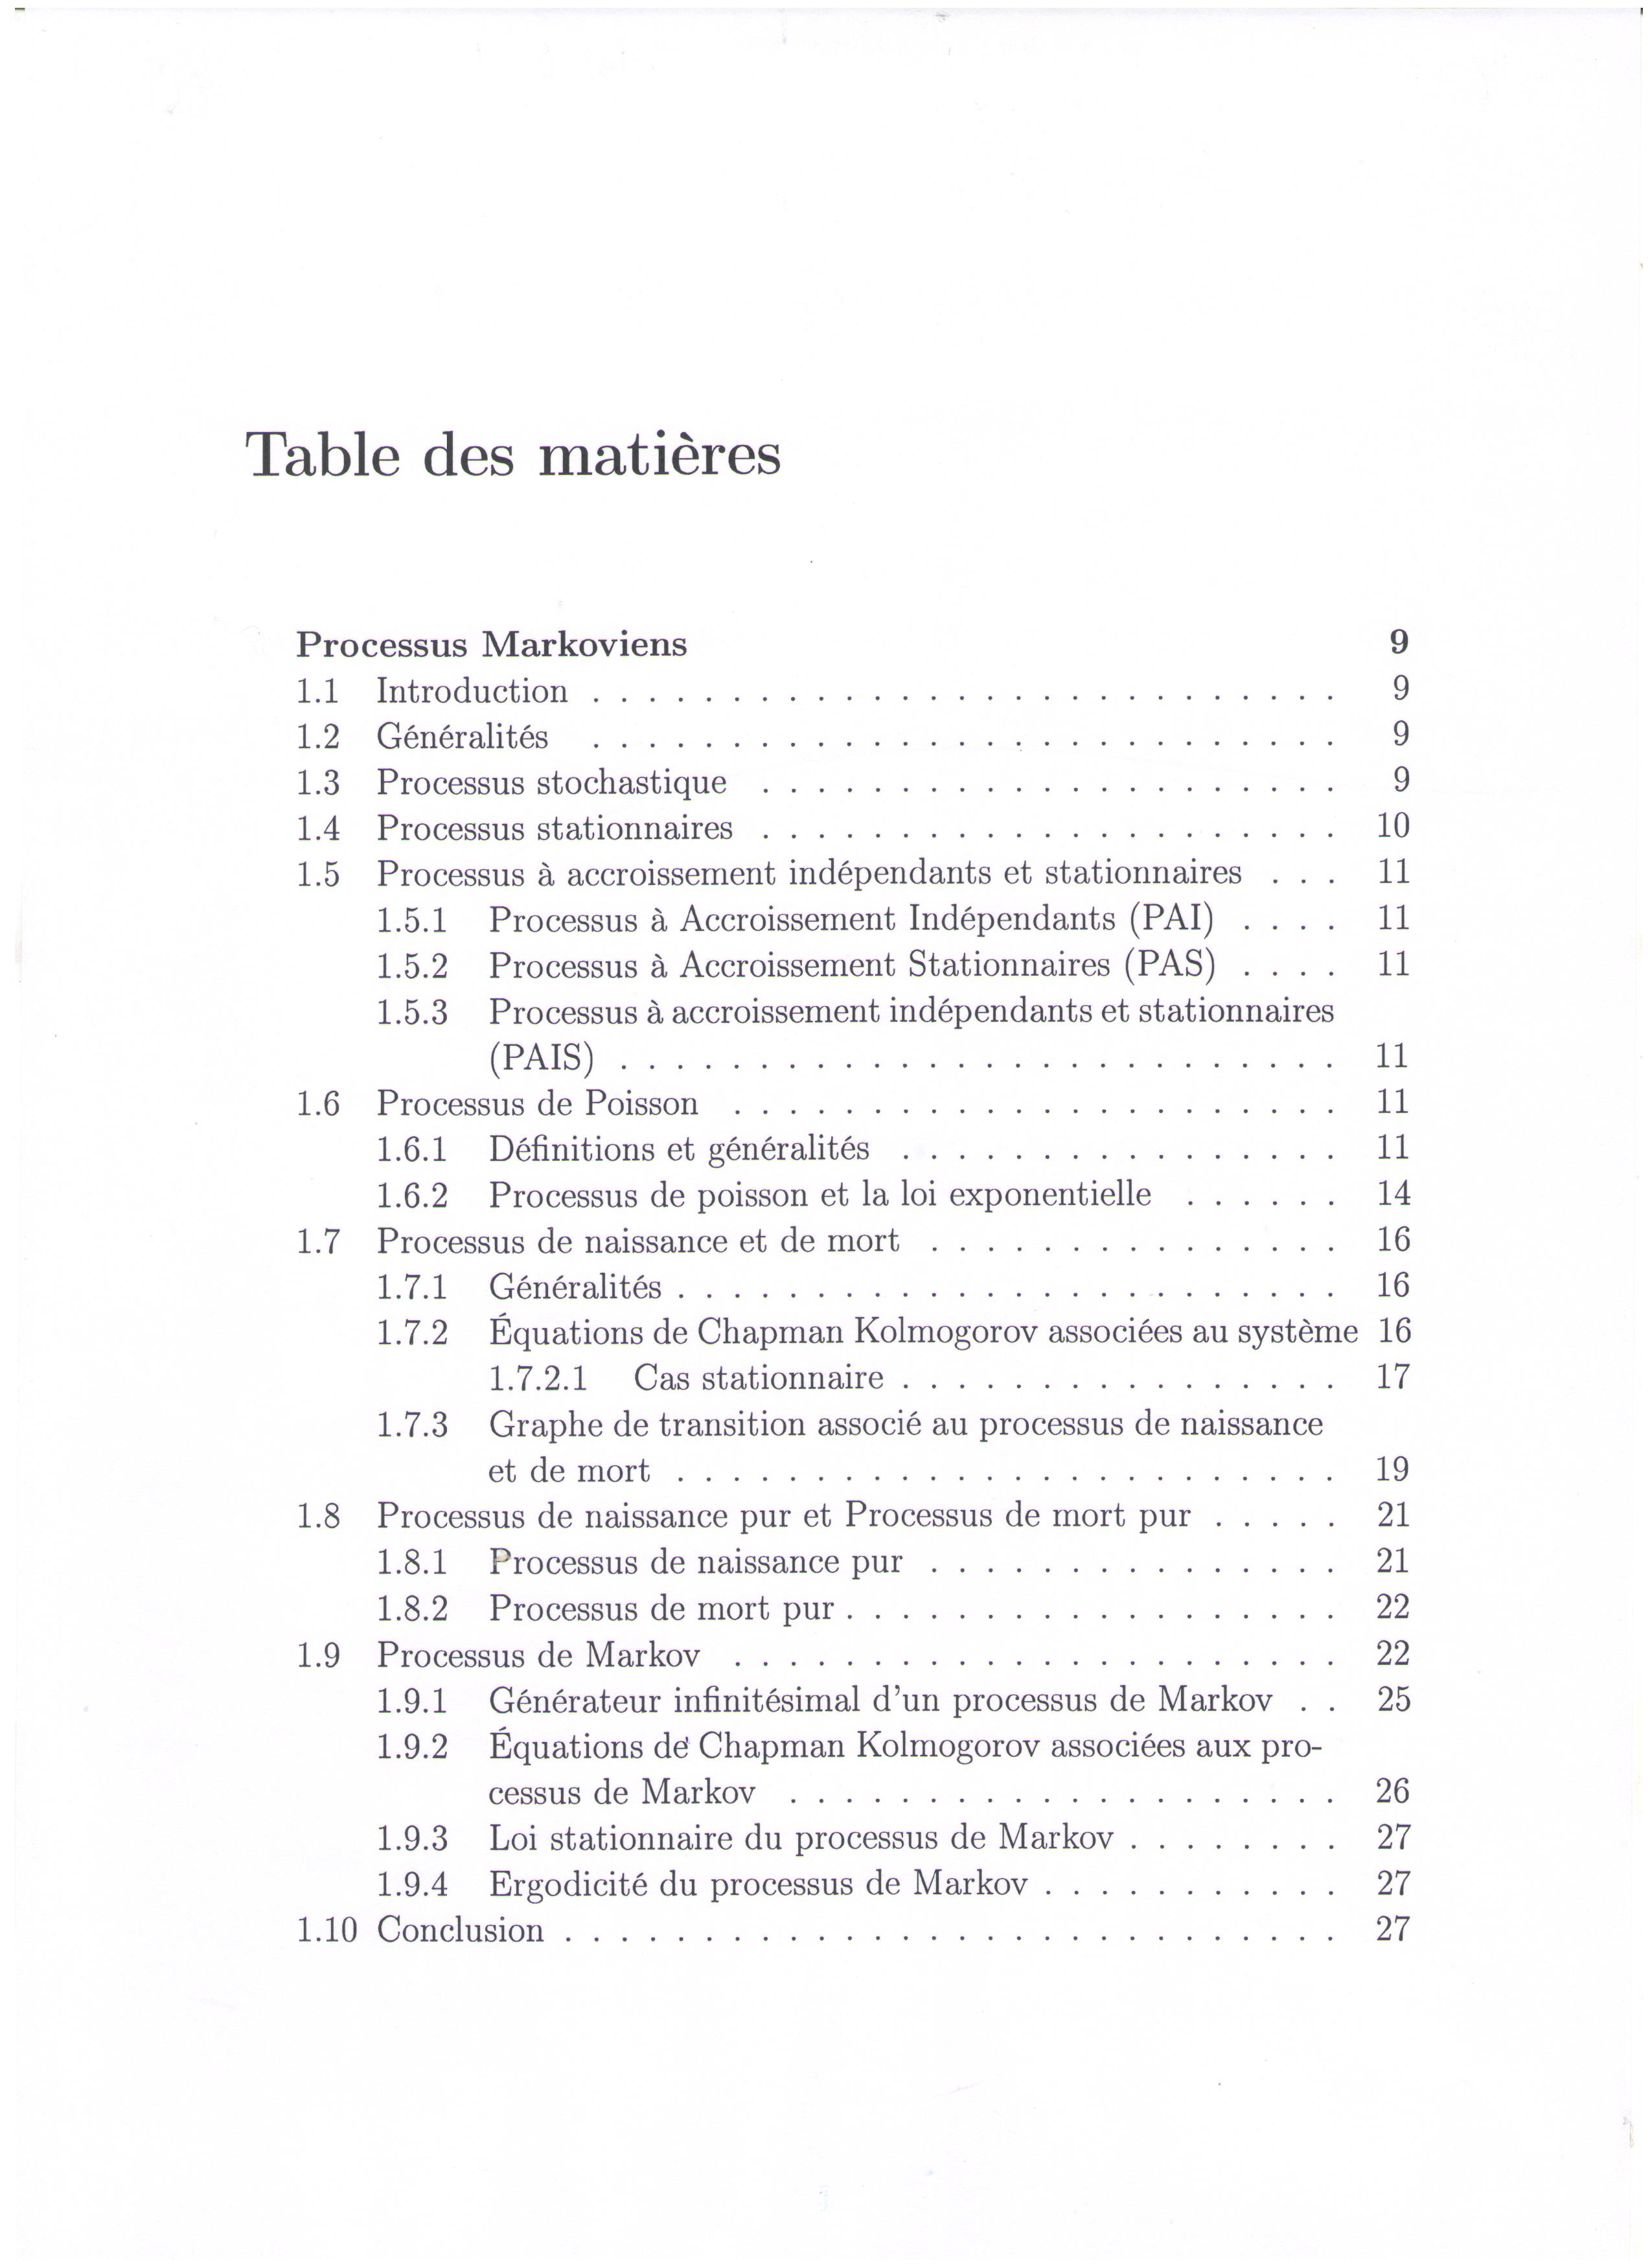 Table des matières
Processus Markoviens 9
1.1 Introduction . . . . . . . . . . . . . . . . . . . . . . . . . . . 9
1.2 Généralités . . . . . . . . . . . . . . . . . . . . . . . . . . . 9
1.3 Processus stochastique . . . . . . . . . . . . . . . . . . . . . 9
1.4 Processus stationnaires . . . . . . . . . . . . . . . . . . . . . 10
1.5 Processus à accroissement indépendants et stationnaires . . . 11
1.5.1 Processus à Accroissement Indépendants (PAI) . . . . 11
1.5.2 Processus à Accroissement Stationnaires (PAS) . . . . 11
1.5.3 Processus à accroissement indépendants et stationnaires
(PAIS) . . . . . . . . . . . . . . . . . . . . . . . . . . 11
1.6 Processus de Poisson . . . . . . . . . . . . . . . . . . . . . . 11
1.6.1 Définitions et généralités . . . . . . . . . . . . . . . . 11
1.6.2 Processus de poisson et la loi exponentielle . . . . . . 14
1.7 Processus de naissance et de mort . . . . . . . . . . . . . . . 16
1.7.1 Généralités . . . . . . . . . . . . . . . . . . . . . . . . 16
1.7.2 Équations de Chapman Kolmogorov associées au système 16
1.7.2.1 Cas stationnaire . . . . . . . . . . . . . . . . 17
1.7.3 Graphe de transition associé au processus de naissance
et de mort . . . . . . . . . . . . . . . . . . . . . . . . 19
1.8 Processus de naissance pur et Processus de mort pur . . . . . 21
1.8.1 Processus de naissance pur . . . . . . . . . . . . . . . 21
1.8.2 Processus de mort pur . . . . . . . . . . . . . . . . . . 22
1.9 Processus de Markov . . . . . . . . . . . . . . . . . . . . . . 22
1.9.1 Générateur infinitésimal d'un processus de Markov . . 25
1.9.2 Équations de Chapman Kolmogorov associées aux pro-
cessus de Markov . . . . . . . . . . . . . . . . . . . . 26
1.9.3 Loi stationnaire du processus de Markov . . . . . . . . 27
1.9.4 Ergodicité du processus de Markov . . . . . . . . . . . 27
1.10 Conclusion . . . . . . . . . . . . . . . . . . . . . . . . . . . . 27